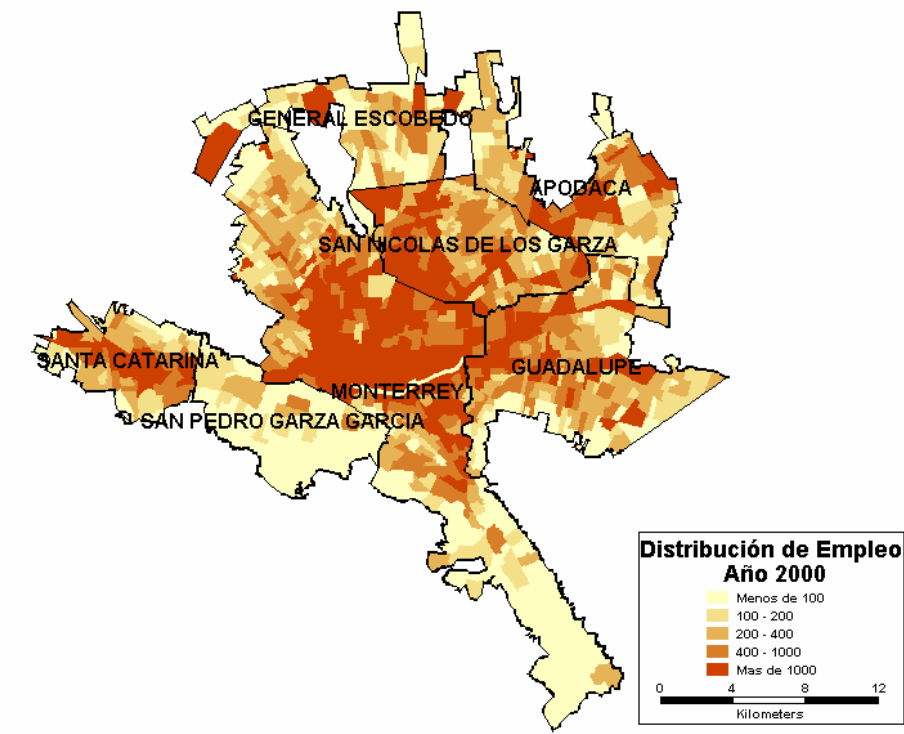 GENERAL ESCOBEDO
APODACA
SAN NICOLAS DE LOS GARZA
SANTA CATARINA
GUADALUPE
MONTERREY
SAN PEDRO GARZA GARCIA
Distribución de Empleo
Año 2000
Menos de 100
100 - 200
200 - 400
400 - 1000
Mas de 1000
0 4 8 12
Kilometers